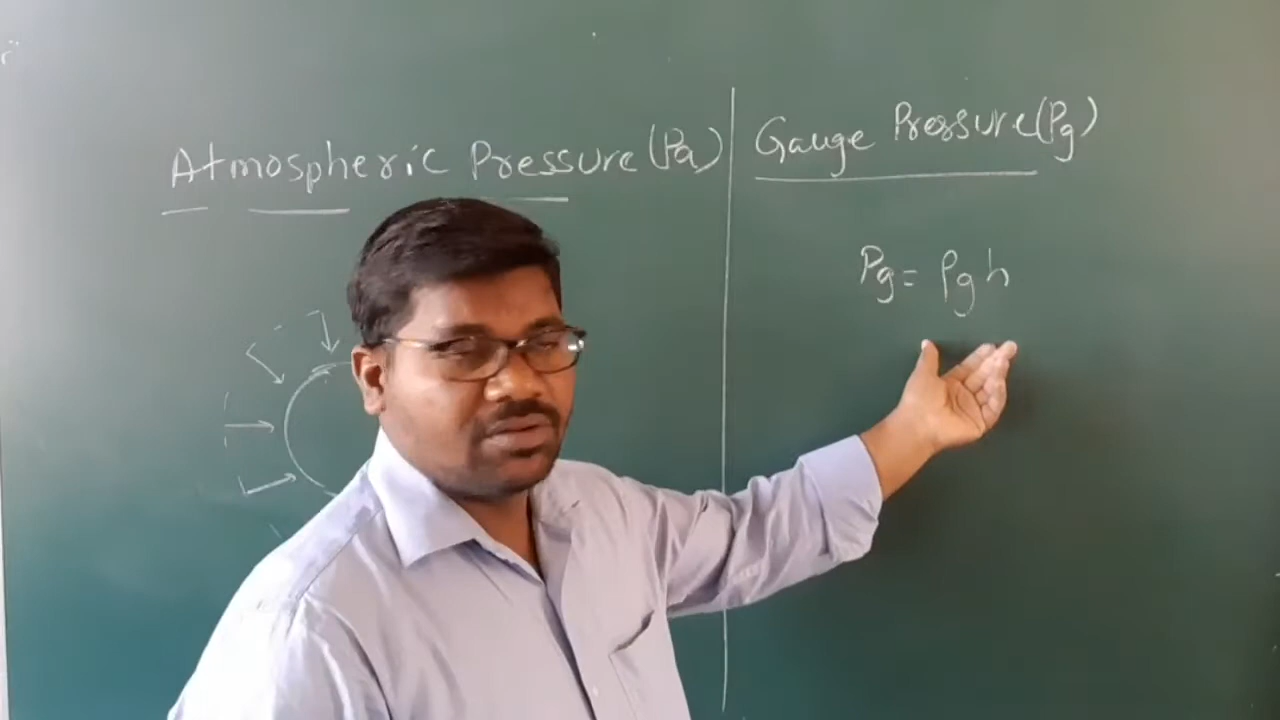 Atmospheric Pressure (Pa)
Gauge Pressure (Pg)
Pg = ρgh